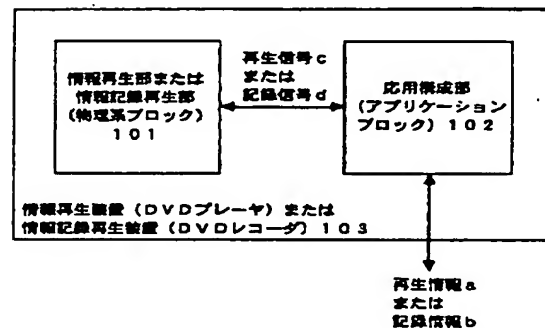 情報再生部または
情報記録再生部
(物理系ブロック)
101
再生信号c
または
記録信号d
応用構成部
(アプリケーション
ブロック)102
情報再生装置(DVDプレーヤ)または
情報記録再生装置(DVDレコーダ)103
再生情報a
または
記録情報b